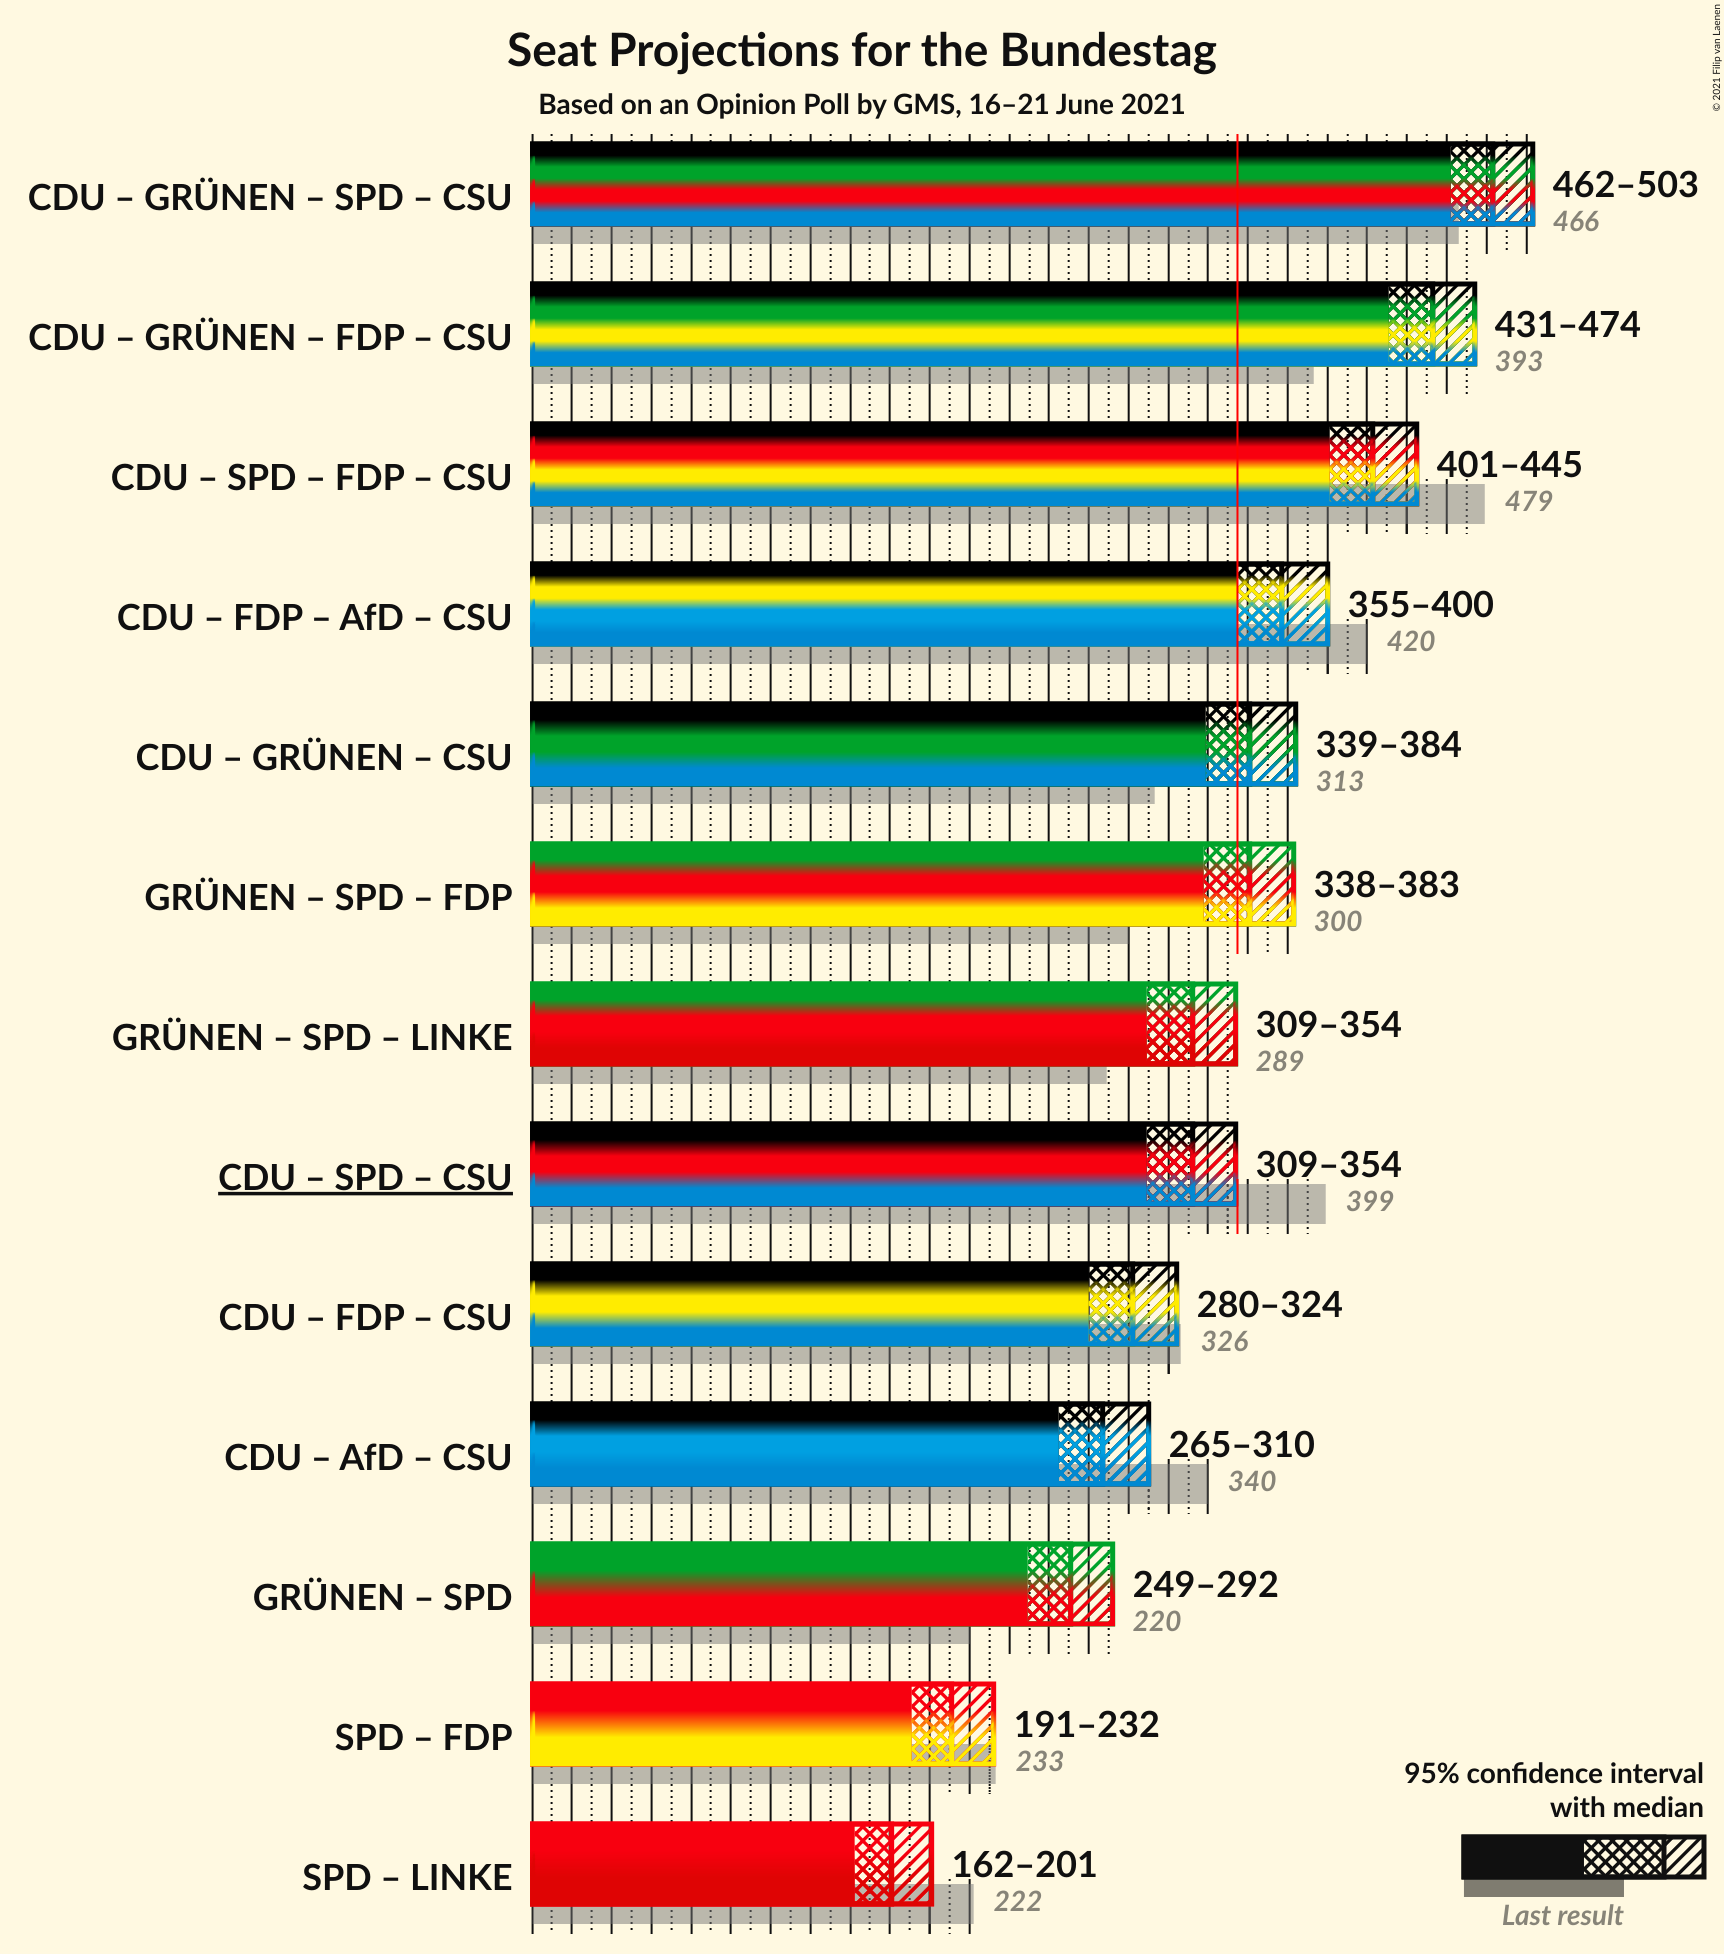 Seat Projections for the Bundestag
Based on an Opinion Poll by GMS, 16–21 June 2021
© 2021 Filip van Laenen
CDU – GRÜNEN – SPD – CSU
462–503
466
CDU – GRÜNEN – FDP – CSU
431–474
393
CDU – SPD – FDP – CSU
401–445
479
CDU – FDP – AfD – CSU
355–400
420
CDU – GRÜNEN – CSU
339–384
313
GRÜNEN – SPD – FDP
338–383
300
GRÜNEN – SPD – LINKE
309–354
289
CDU – SPD – CSU
309–354
399
CDU – FDP – CSU
280–324
326
CDU – AfD – CSU
265–310
340
GRÜNEN – SPD
249–292
220
SPD – FDP
191–232
233
SPD – LINKE
162–201
222
95% confidence interval
with median
Last result